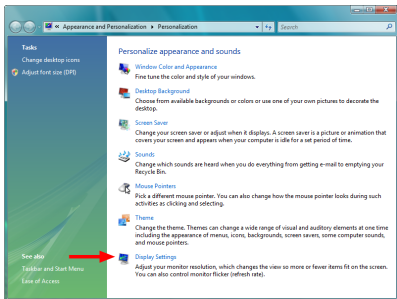 « Appearance and Personalization ▸ Personalization
Search
Tasks
Change desktop icons
Adjust font size (DPI)
See also
Taskbar and Start Menu
Ease of Access
Personalize appearance and sounds
Window Color and Appearance
Fine tune the color and style of your windows.
Desktop Background
Choose from available backgrounds or colors or use one of your own pictures to decorate the
desktop.
Screen Saver
Change your screen saver or adjust when it displays. A screen saver is a picture or animation that
covers your screen and appears when your computer is idle for a set period of time.
Sounds
Change which sounds are heard when you do everything from getting e-mail to emptying your
Recycle Bin.
Mouse Pointers
Pick a different mouse pointer. You can also change how the mouse pointer looks during such
activities as clicking and selecting.
Theme
Change the theme. Themes can change a wide range of visual and auditory elements at one time
including the appearance of menus, icons, backgrounds, screen savers, some computer sounds,
and mouse pointers.
Display Settings
Adjust your monitor resolution, which changes the view so more or fewer items fit on the screen.
You can also control monitor flicker (refresh rate).